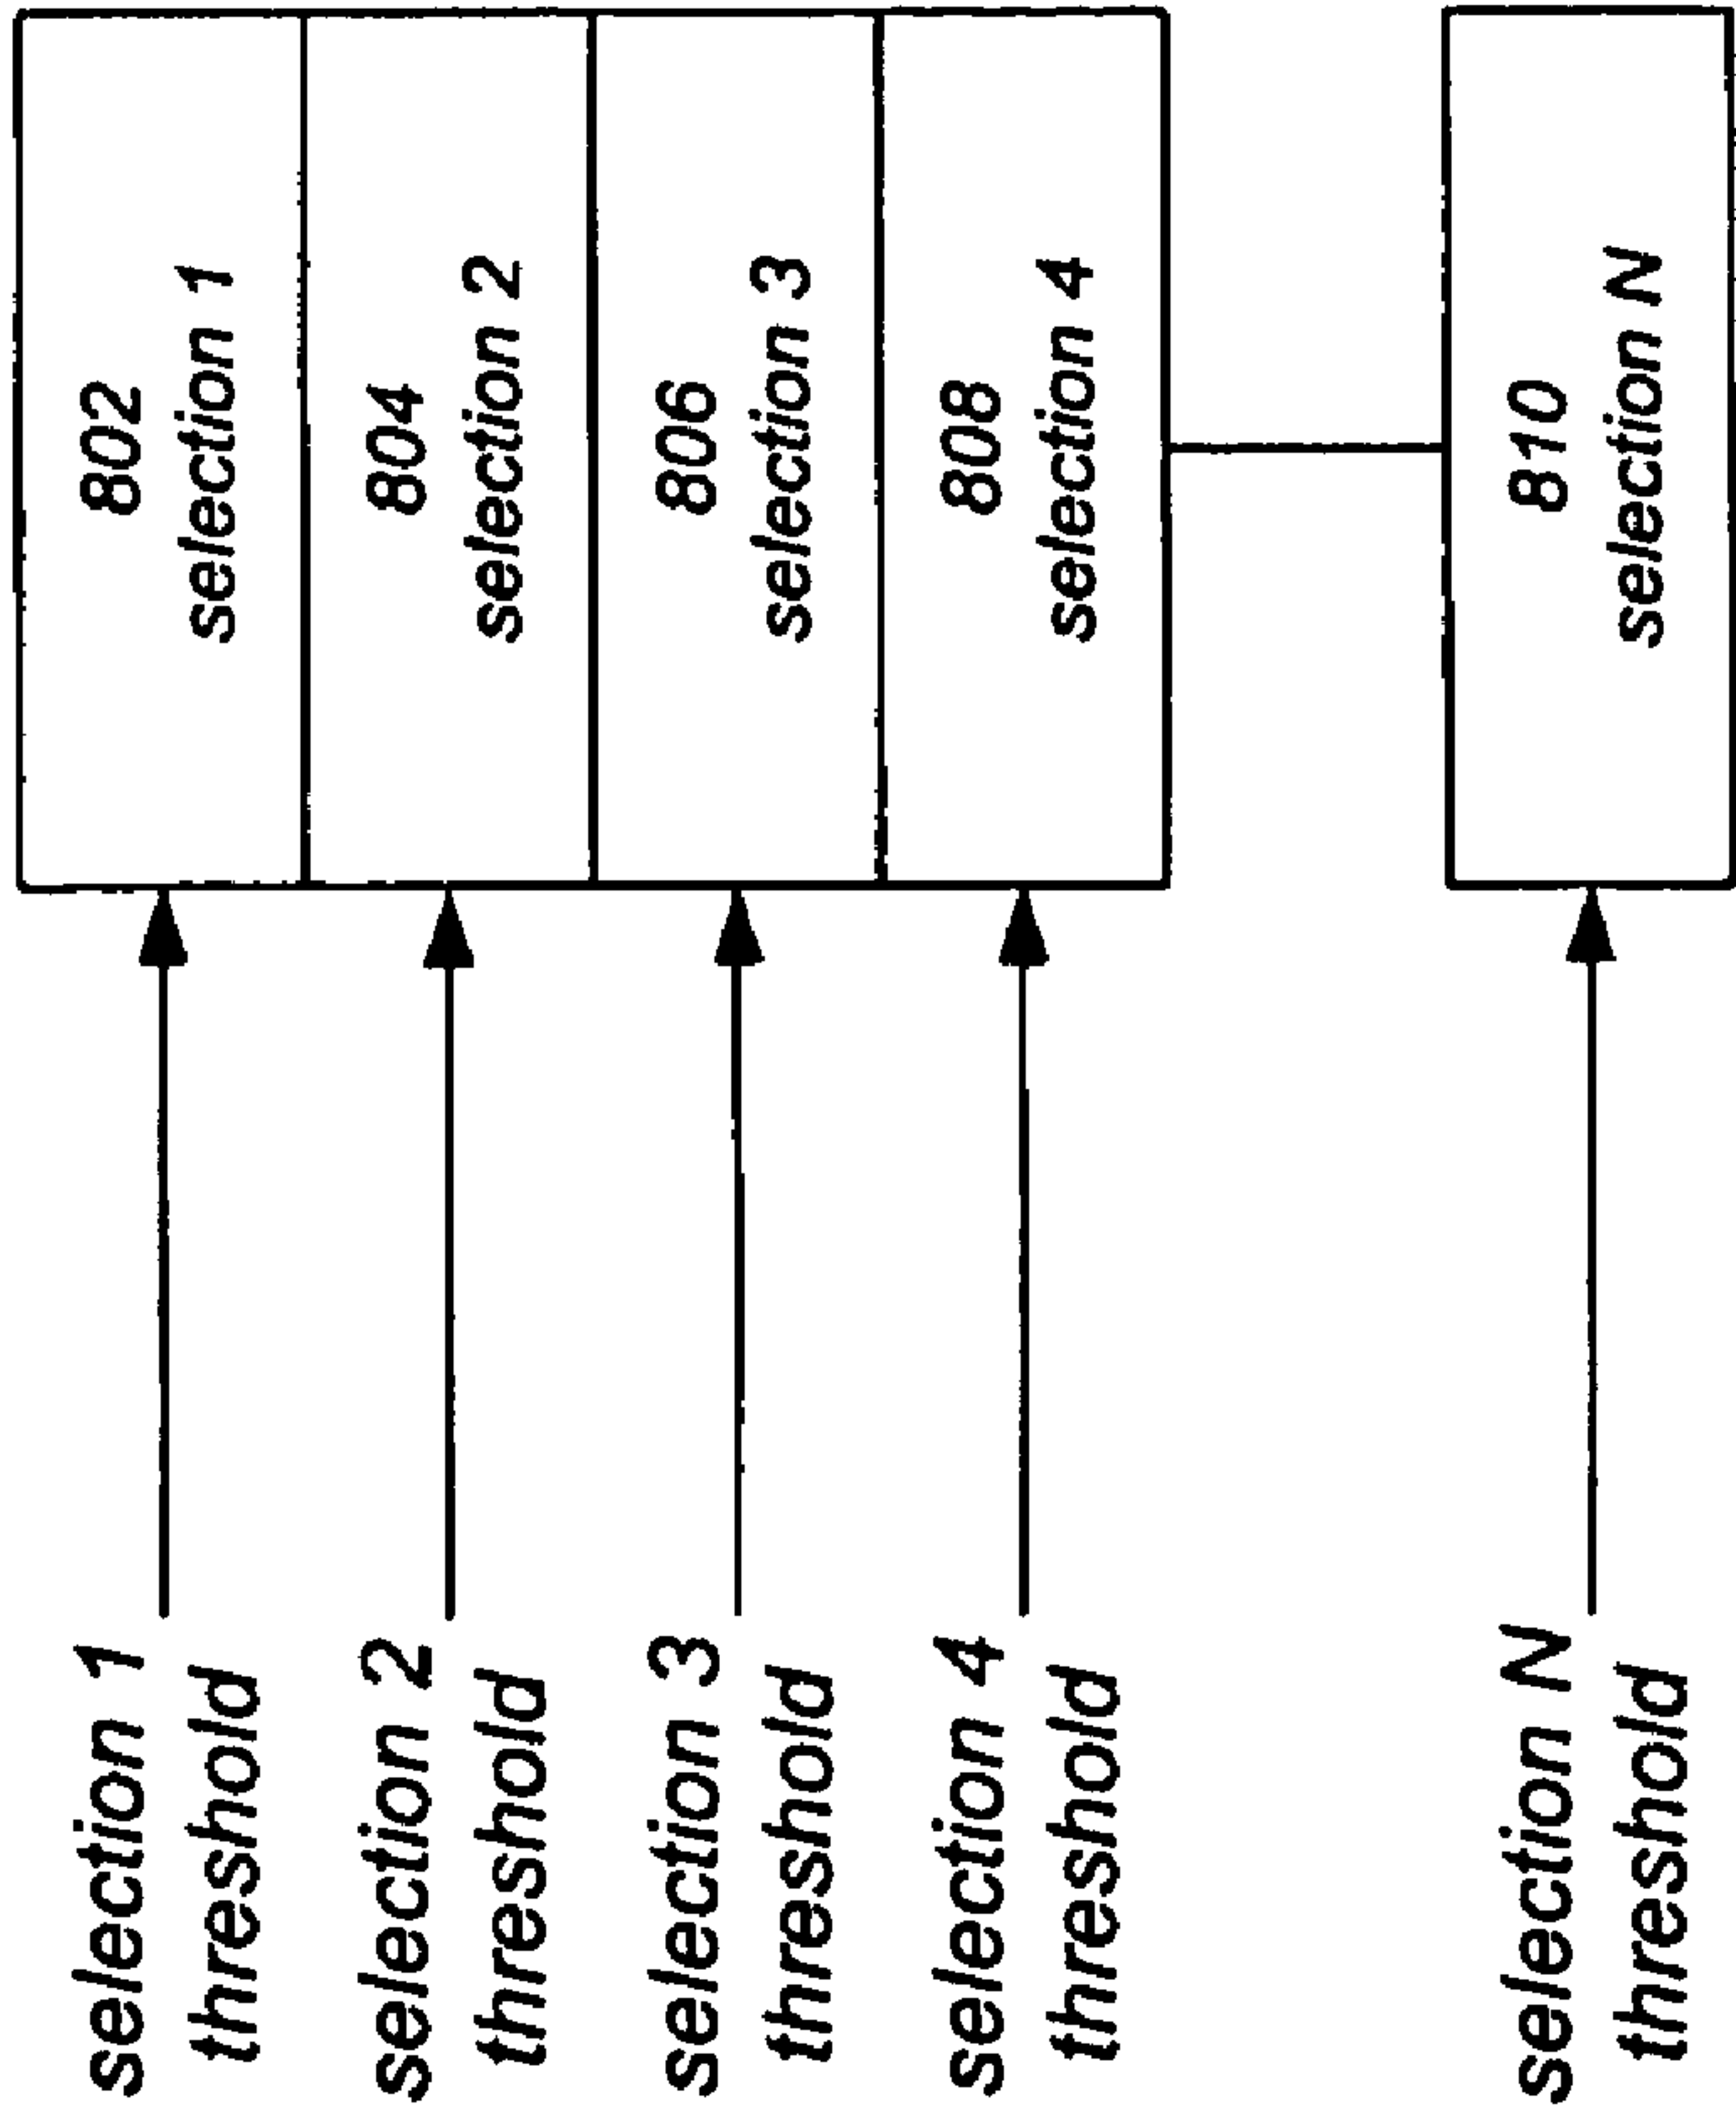 selection 1
threshold
802
selection 1
selection 2
threshold
804
selection 2
selection 3
threshold
806
selection 3
selection 4
threshold
808
selection 4
selection N
threshold
810
selection N